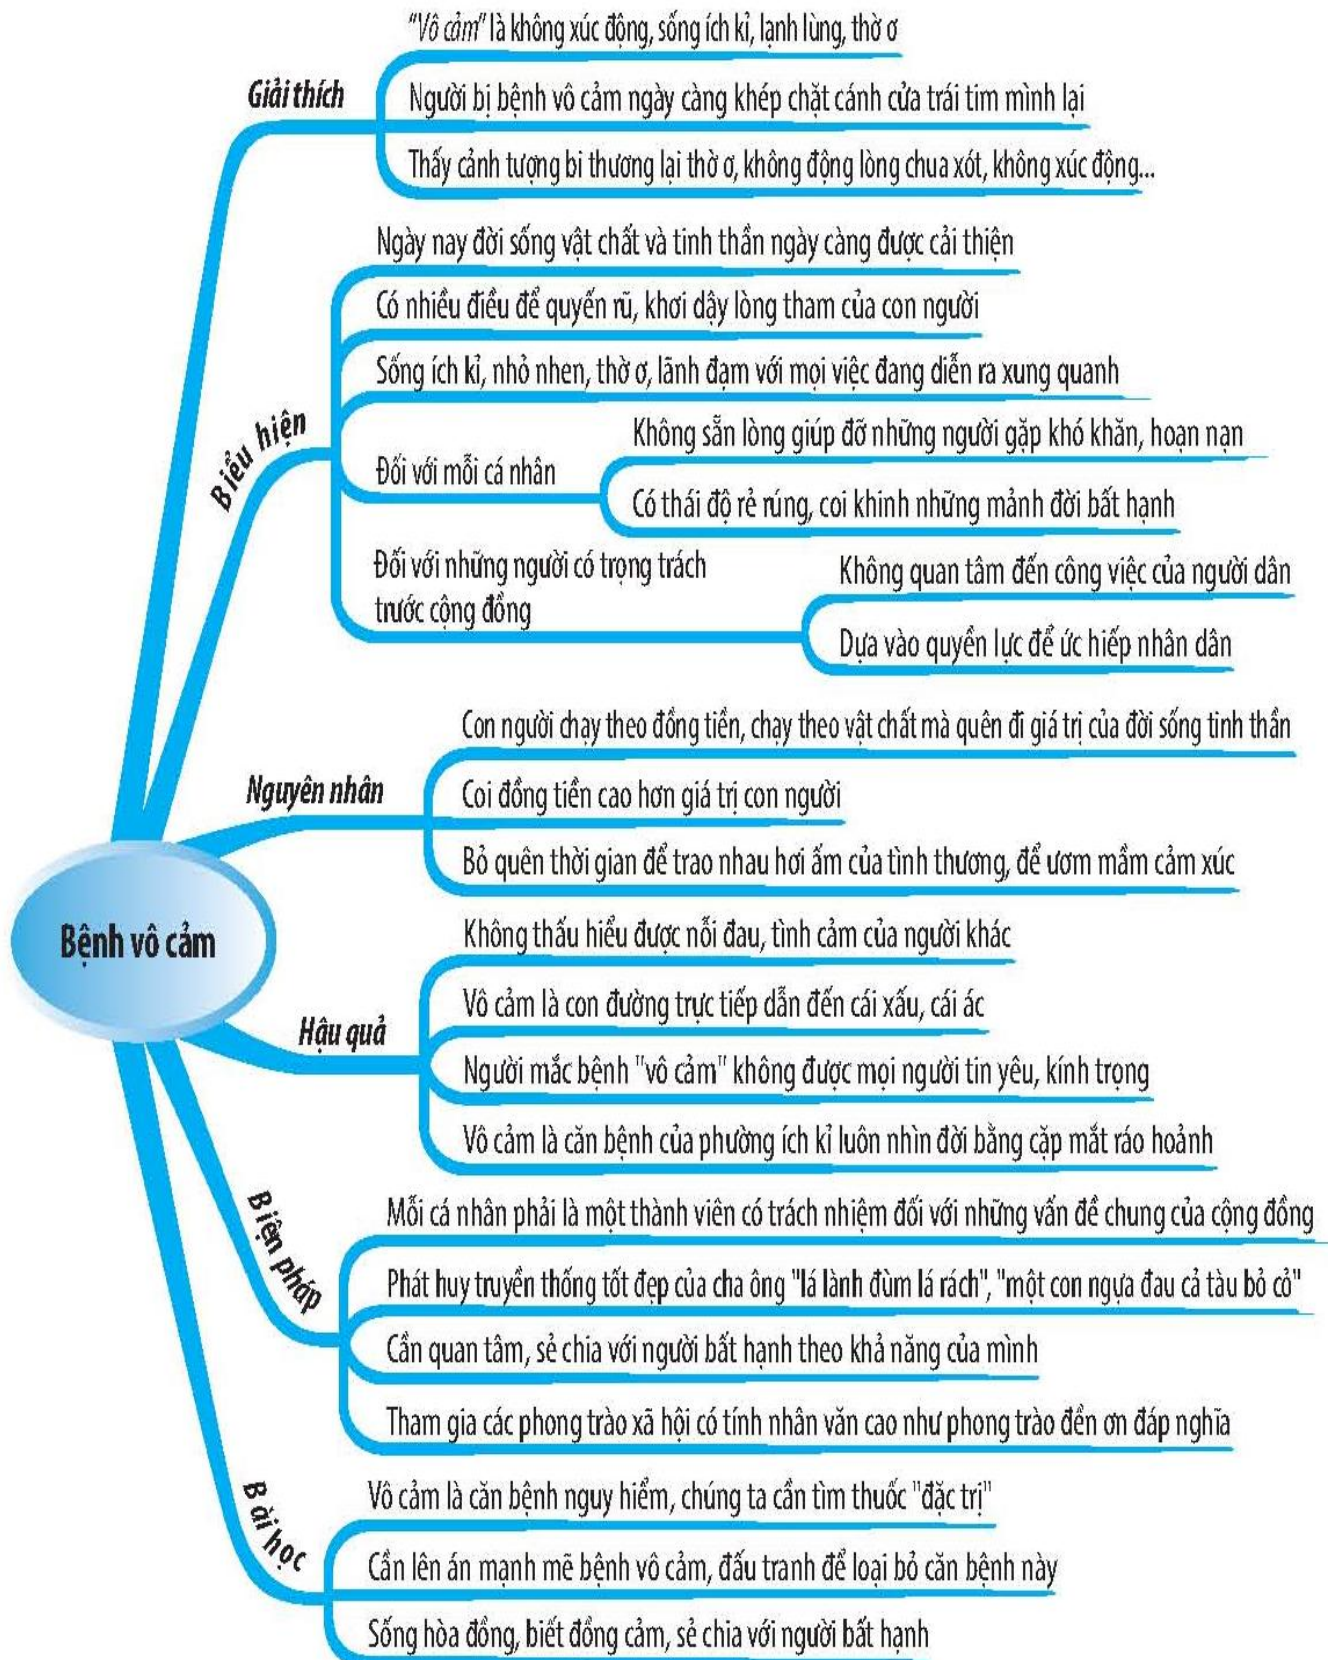 "Vô cảm" là không xúc động, sống ích kỉ, lạnh lùng, thờ ơ
Giải thích
Người bị bệnh vô cảm ngày càng khép chặt cánh cửa trái tim mình lại
Thấy cảnh tượng bi thương lại thờ ơ, không động lòng chua xót, không xúc động...
Ngày nay đời sống vật chất và tinh thần ngày càng được cải thiện
Có nhiều điều để quyến rũ, khơi dậy lòng tham của con người
Sống ích kỉ, nhỏ nhen, thờ ơ, lãnh đạm với mọi việc đang diễn ra xung quanh
Biểu hiện
Đối với mỗi cá nhân
Không sẵn lòng giúp đỡ những người gặp khó khăn, hoạn nạn
Có thái độ rẻ rúng, coi khinh những mảnh đời bất hạnh
Đối với những người có trọng trách
trước cộng đồng
Không quan tâm đến công việc của người dân
Dựa vào quyền lực để ức hiếp nhân dân
Con người chạy theo đồng tiền, chạy theo vật chất mà quên đi giá trị của đời sống tinh thần
Nguyên nhân
Coi đồng tiền cao hơn giá trị con người
Bỏ quên thời gian để trao nhau hơi ấm của tình thương, để ươm mầm cảm xúc
Bệnh vô cảm
Không thấu hiểu được nỗi đau, tình cảm của người khác
Vô cảm là con đường trực tiếp dẫn đến cái xấu, cái ác
Hậu quả
Người mắc bệnh "vô cảm" không được mọi người tin yêu, kính trọng
Vô cảm là căn bệnh của phường ích kỉ luôn nhìn đời bằng cặp mắt ráo hoảnh
Biện pháp
Mỗi cá nhân phải là một thành viên có trách nhiệm đối với những vấn đề chung của cộng đồng
Phát huy truyền thống tốt đẹp của cha ông "lá lành đùm lá rách", "một con ngựa đau cả tàu bỏ cỏ"
Cần quan tâm, sẻ chia với người bất hạnh theo khả năng của mình
Tham gia các phong trào xã hội có tính nhân văn cao như phong trào đền ơn đáp nghĩa
Bài học
Vô cảm là căn bệnh nguy hiểm, chúng ta cần tìm thuốc "đặc trị"
Cần lên án mạnh mẽ bệnh vô cảm, đấu tranh để loại bỏ căn bệnh này
Sống hòa đồng, biết đồng cảm, sẻ chia với người bất hạnh